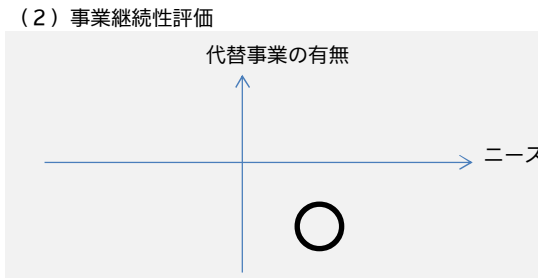 （２）事業継続性評価
代替事業の有無
ニーズ